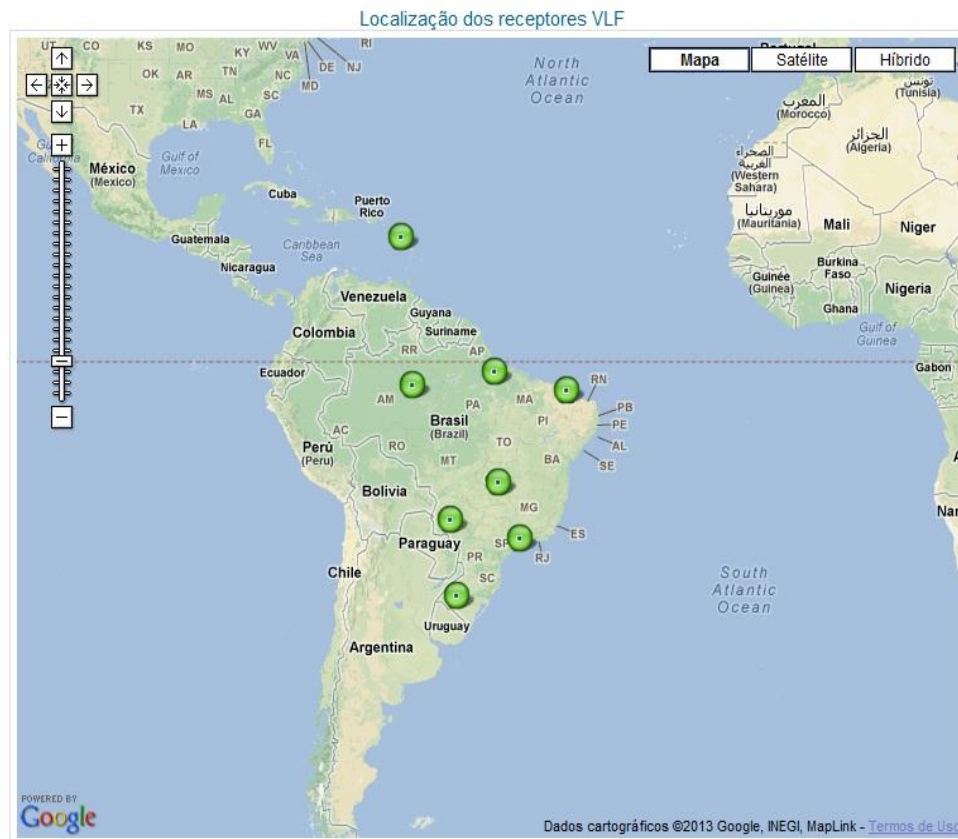 Localização dos receptores VLF
Mapa
Satélite
Híbrido
UT
CO
KS
MO
KY
WV
VA
DE
NJ
RI
MD
OK
AR
TN
NC
MS
AL
SC
GA
TX
LA
FL
North
Atlantic
Ocean
Portugal
تونس
(Tunisia)
المغرب
(Morocco)
الجزائر
(Algeria)
الصحراء
الغربية
(Western
Sahara)
موريتانيا
(Mauritania)
Mali
Niger
Gulf of
California
México
(Mexico)
Gulf of
Mexico
Cuba
Puerto
Rico
Guatemala
Caribbean
Sea
Nicaragua
Burkina
Faso
Guinée
(Guinea)
Nigeria
Ghana
Gulf of
Guinea
Gabon
Venezuela
Guyana
Suriname
Colombia
RR
AP
Ecuador
AM
PA
MA
RN
PB
PE
AL
SE
PI
Brasil
(Brazil)
AC
RO
TO
MT
BA
Perú
(Peru)
Bolivia
MG
ES
Paraguay
SP
RJ
PR
SC
Chile
Uruguay
Argentina
South
Atlantic
Ocean
A
Nar
POWERED BY
Google
Dados cartográficos ©2013 Google, INEGI, MapLink - Termos de Uso